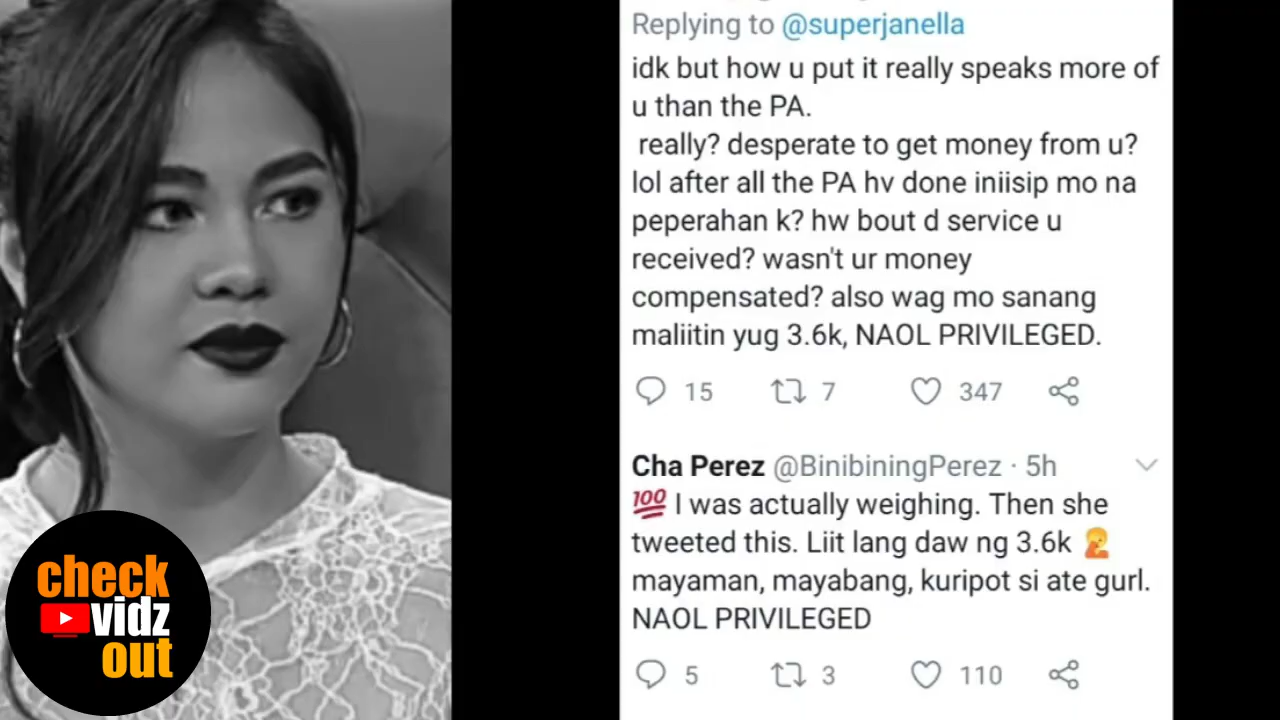 Replying to @superjanella
idk but how u put it really speaks more of
u than the PA.
really? desperate to get money from u?
lol after all the PA hv done iniisip mo na
peperahan k? hw bout d service u
received? wasn't ur money
compensated? also wag mo sanang
maliitin yug 3.6k, NAOL PRIVILEGED.
15 7 347
Cha Perez @BinibiningPerez · 5h
💯 I was actually weighing. Then she
tweeted this. Liit lang daw ng 3.6k 🤦
mayaman, mayabang, kuripot si ate gurl.
NAOL PRIVILEGED
5 3 110
check
vidz
out